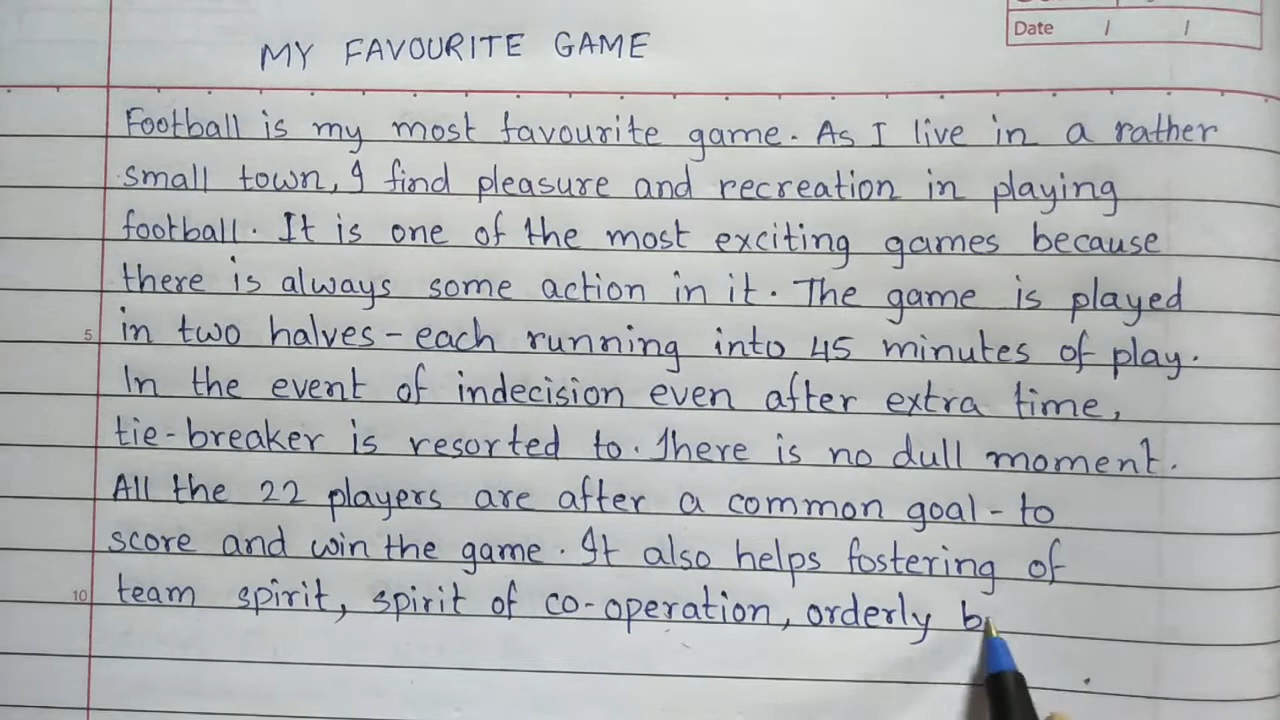 Date / /
MY FAVOURITE GAME
Football is my most favourite game. As I live in a rather
small town, I find pleasure and recreation in playing
football. It is one of the most exciting games because
there is always some action in it. The game is played
5 in two halves - each running into 45 minutes of play.
In the event of indecision even after extra time,
tie-breaker is resorted to. There is no dull moment.
All the 22 players are after a common goal - to
score and win the game. It also helps fostering of
10 team spirit, spirit of co-operation, orderly b